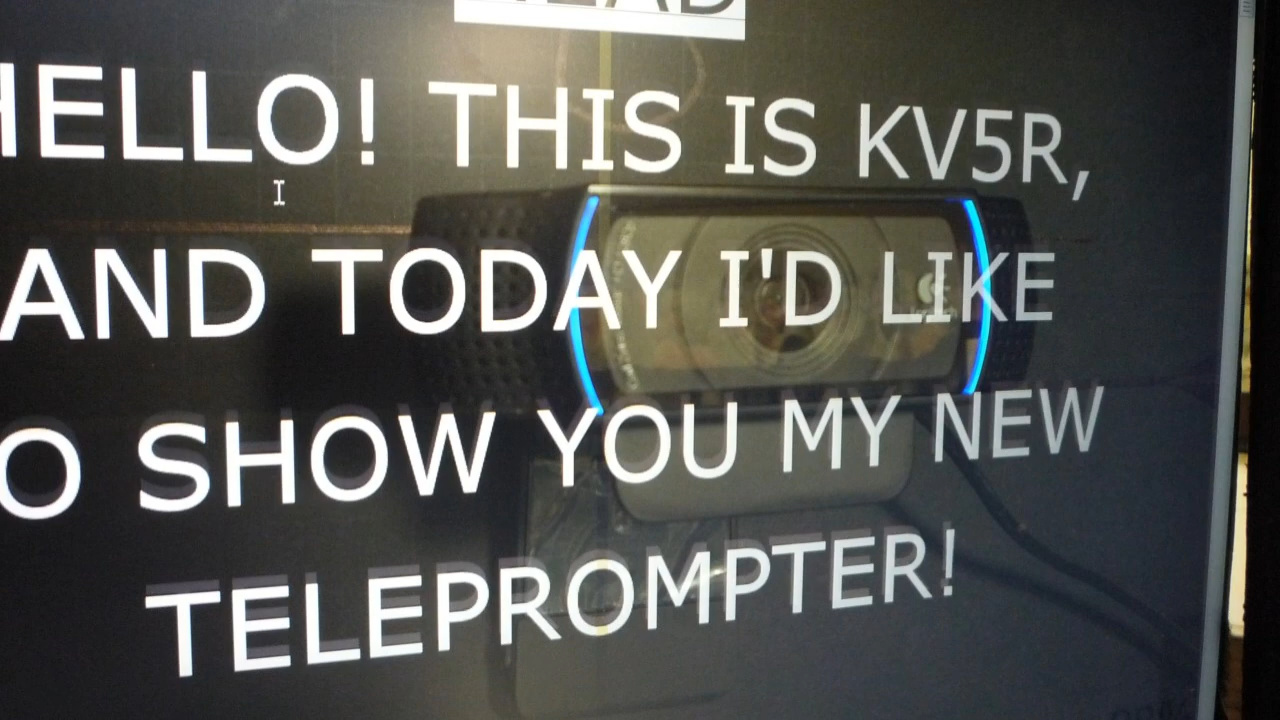 HELLO! THIS IS KV5R,
AND TODAY I'D LIKE
O SHOW YOU MY NEW
TELEPROMPTER!